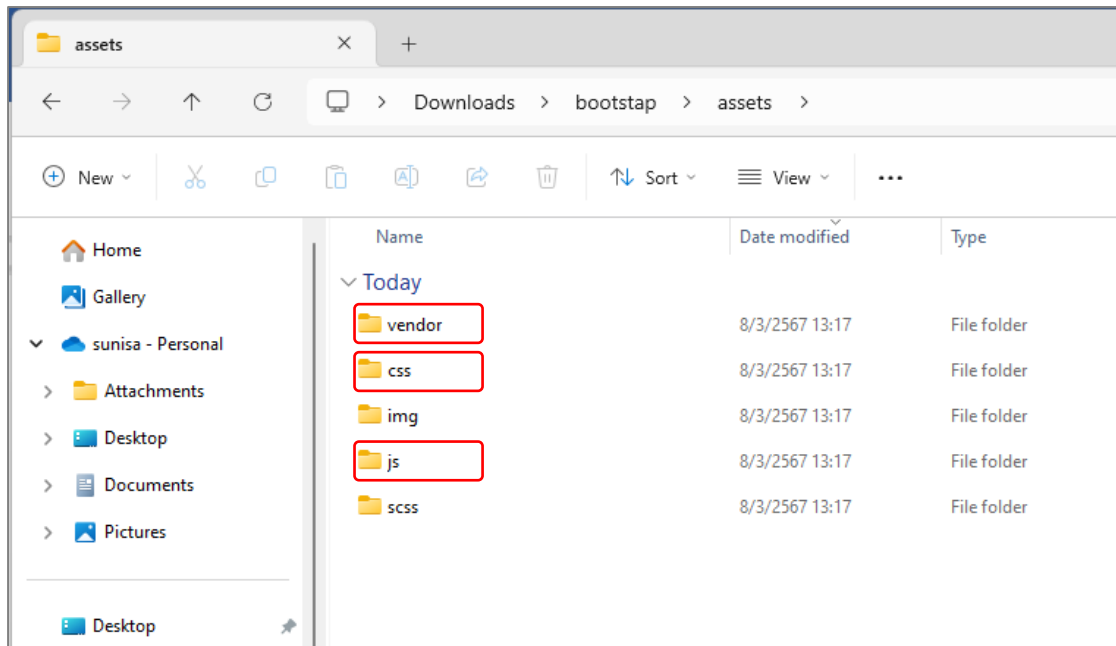 assets
Downloads > bootstap > assets >
New Sort View
Name Date modified Type
Home
Gallery
sunisa - Personal
Attachments
Desktop
Documents
Pictures
Desktop
Today
vendor 8/3/2567 13:17 File folder
css 8/3/2567 13:17 File folder
img 8/3/2567 13:17 File folder
js 8/3/2567 13:17 File folder
scss 8/3/2567 13:17 File folder